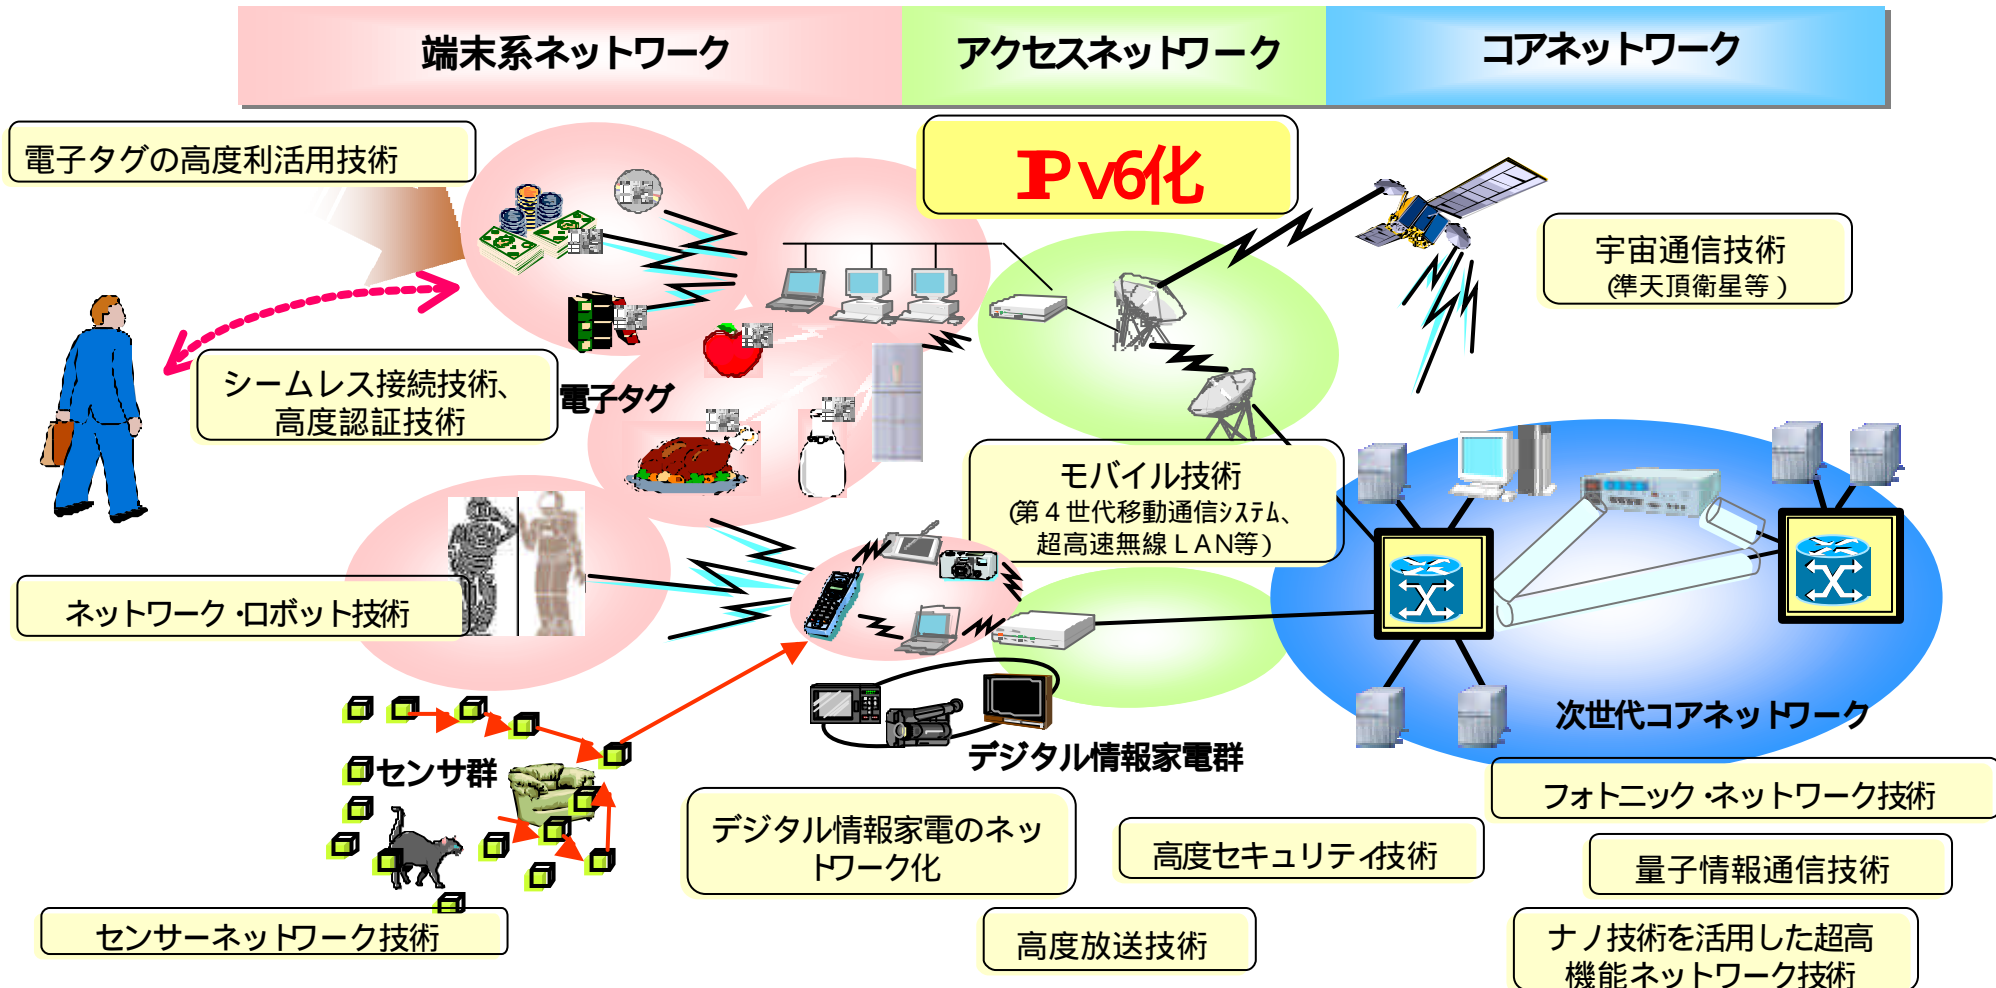 端末系ネットワーク
アクセスネットワーク
コアネットワーク
電子タグの高度利活用技術
IPv6化
宇宙通信技術
(準天頂衛星等)
シームレス接続技術、
高度認証技術
電子タグ
モバイル技術
(第4世代移動通信ｼｽﾃﾑ、
超高速無線LAN等)
ネットワーク・ロボット技術
次世代コアネットワーク
デジタル情報家電群
センサ群
フォトニック・ネットワーク技術
デジタル情報家電のネッ
トワーク化
高度セキュリティ技術
量子情報通信技術
センサーネットワーク技術
高度放送技術
ナノ技術を活用した超高
機能ネットワーク技術